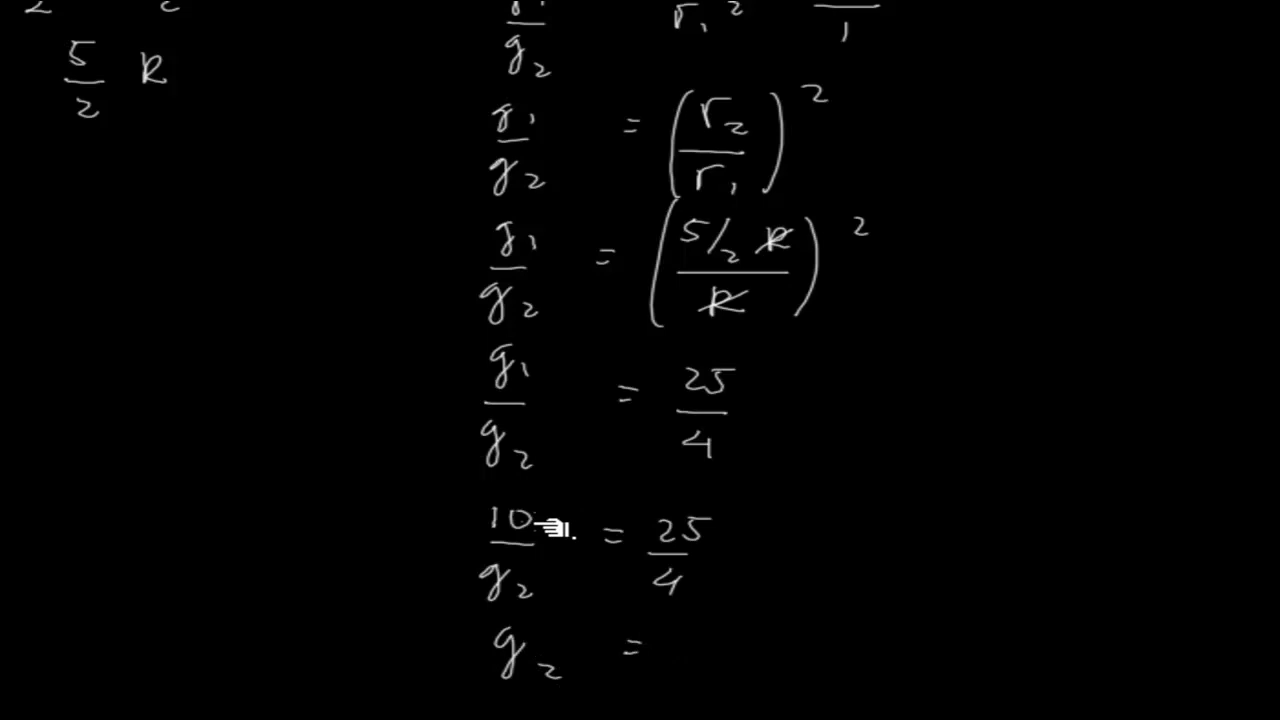 5/2 R
g1/g2 = (r2/r1)^2
g1/g2 = (5/2 R/R)^2
g1/g2 = 25/4
10/g2 = 25/4
g2 =